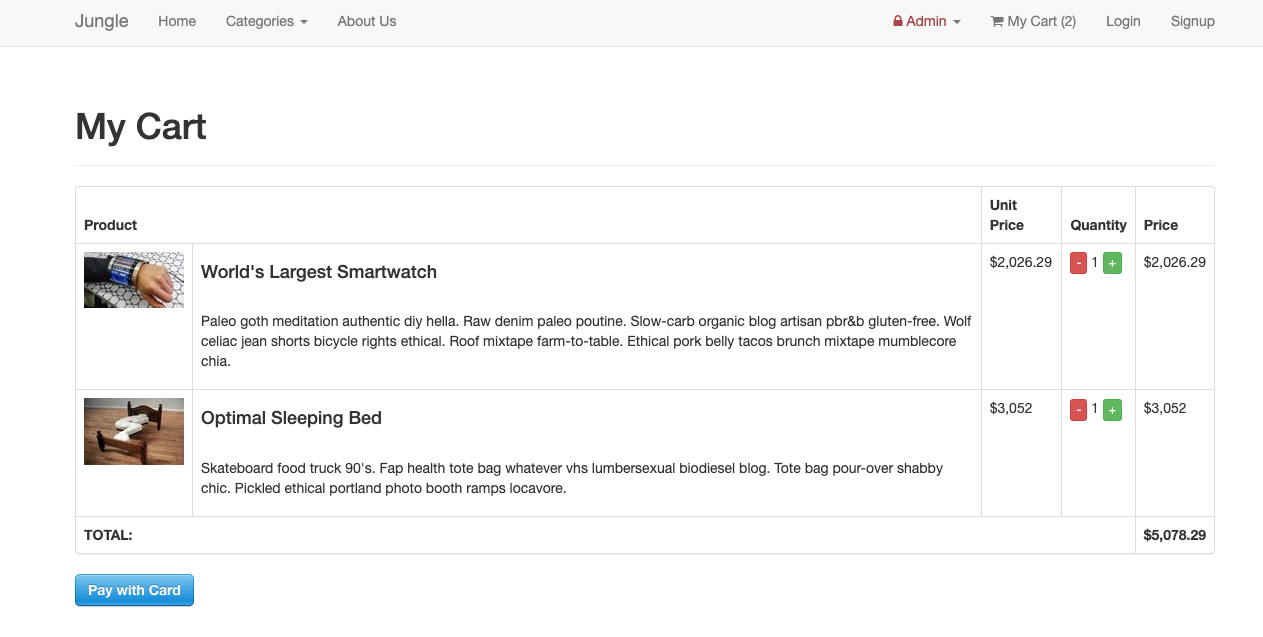 Jungle Home Categories About Us Admin My Cart (2) Login Signup
My Cart
Product Unit Price Quantity Price
World's Largest Smartwatch $2,026.29 - 1 + $2,026.29
Paleo goth meditation authentic diy hella. Raw denim paleo poutine. Slow-carb organic blog artisan pbr&b gluten-free. Wolf
celiac jean shorts bicycle rights ethical. Roof mixtape farm-to-table. Ethical pork belly tacos brunch mixtape mumblecore
chia.
Optimal Sleeping Bed $3,052 - 1 + $3,052
Skateboard food truck 90's. Fap health tote bag whatever vhs lumbersexual biodiesel blog. Tote bag pour-over shabby
chic. Pickled ethical portland photo booth ramps locavore.
TOTAL: $5,078.29
Pay with Card